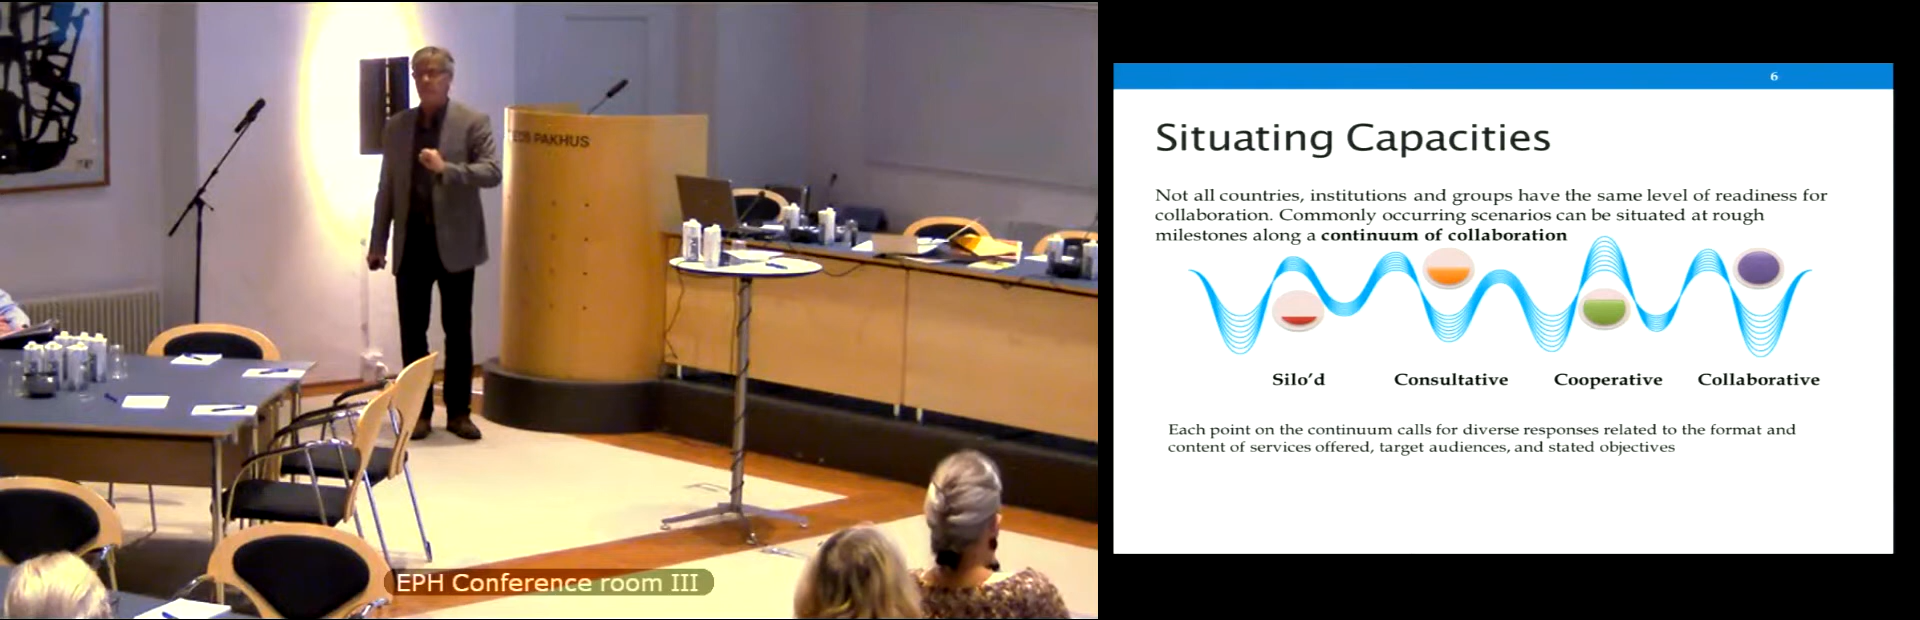 PAKHUS
EPH Conference room III
6
Situating Capacities
Not all countries, institutions and groups have the same level of readiness for
collaboration. Commonly occurring scenarios can be situated at rough
milestones along a continuum of collaboration
Silo’d Consultative Cooperative Collaborative
Each point on the continuum calls for diverse responses related to the format and
content of services offered, target audiences, and stated objectives